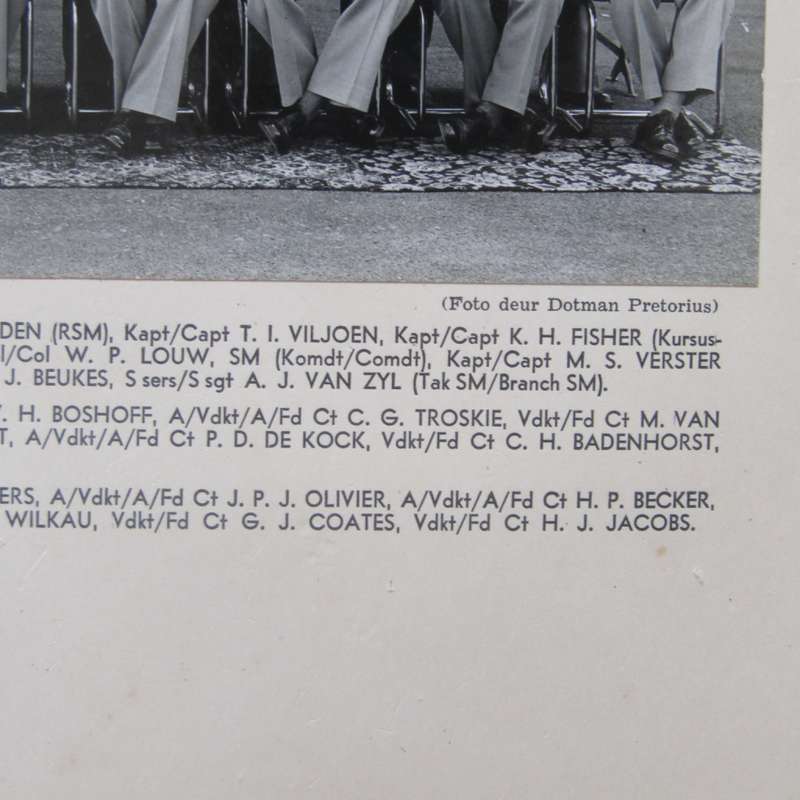 (Foto deur Dotman Pretorius)
DEN (RSM), Kapt/Capt T. I. VILJOEN, Kapt/Capt K. H. FISHER (Kursus-
l/Col W. P. LOUW, SM (Komdt/Comdt), Kapt/Capt M. S. VERSTER
J. BEUKES, S sers/S sgt A. J. VAN ZYL (Tak SM/Branch SM).
. H. BOSHOFF, A/Vdkt/A/Fd Ct C. G. TROSKIE, Vdkt/Fd Ct M. VAN
T, A/Vdkt/A/Fd Ct P. D. DE KOCK, Vdkt/Fd Ct C. H. BADENHORST,
ERS, A/Vdkt/A/Fd Ct J. P. J. OLIVIER, A/Vdkt/A/Fd Ct H. P. BECKER,
WILKAU, Vdkt/Fd Ct G. J. COATES, Vdkt/Fd Ct H. J. JACOBS.